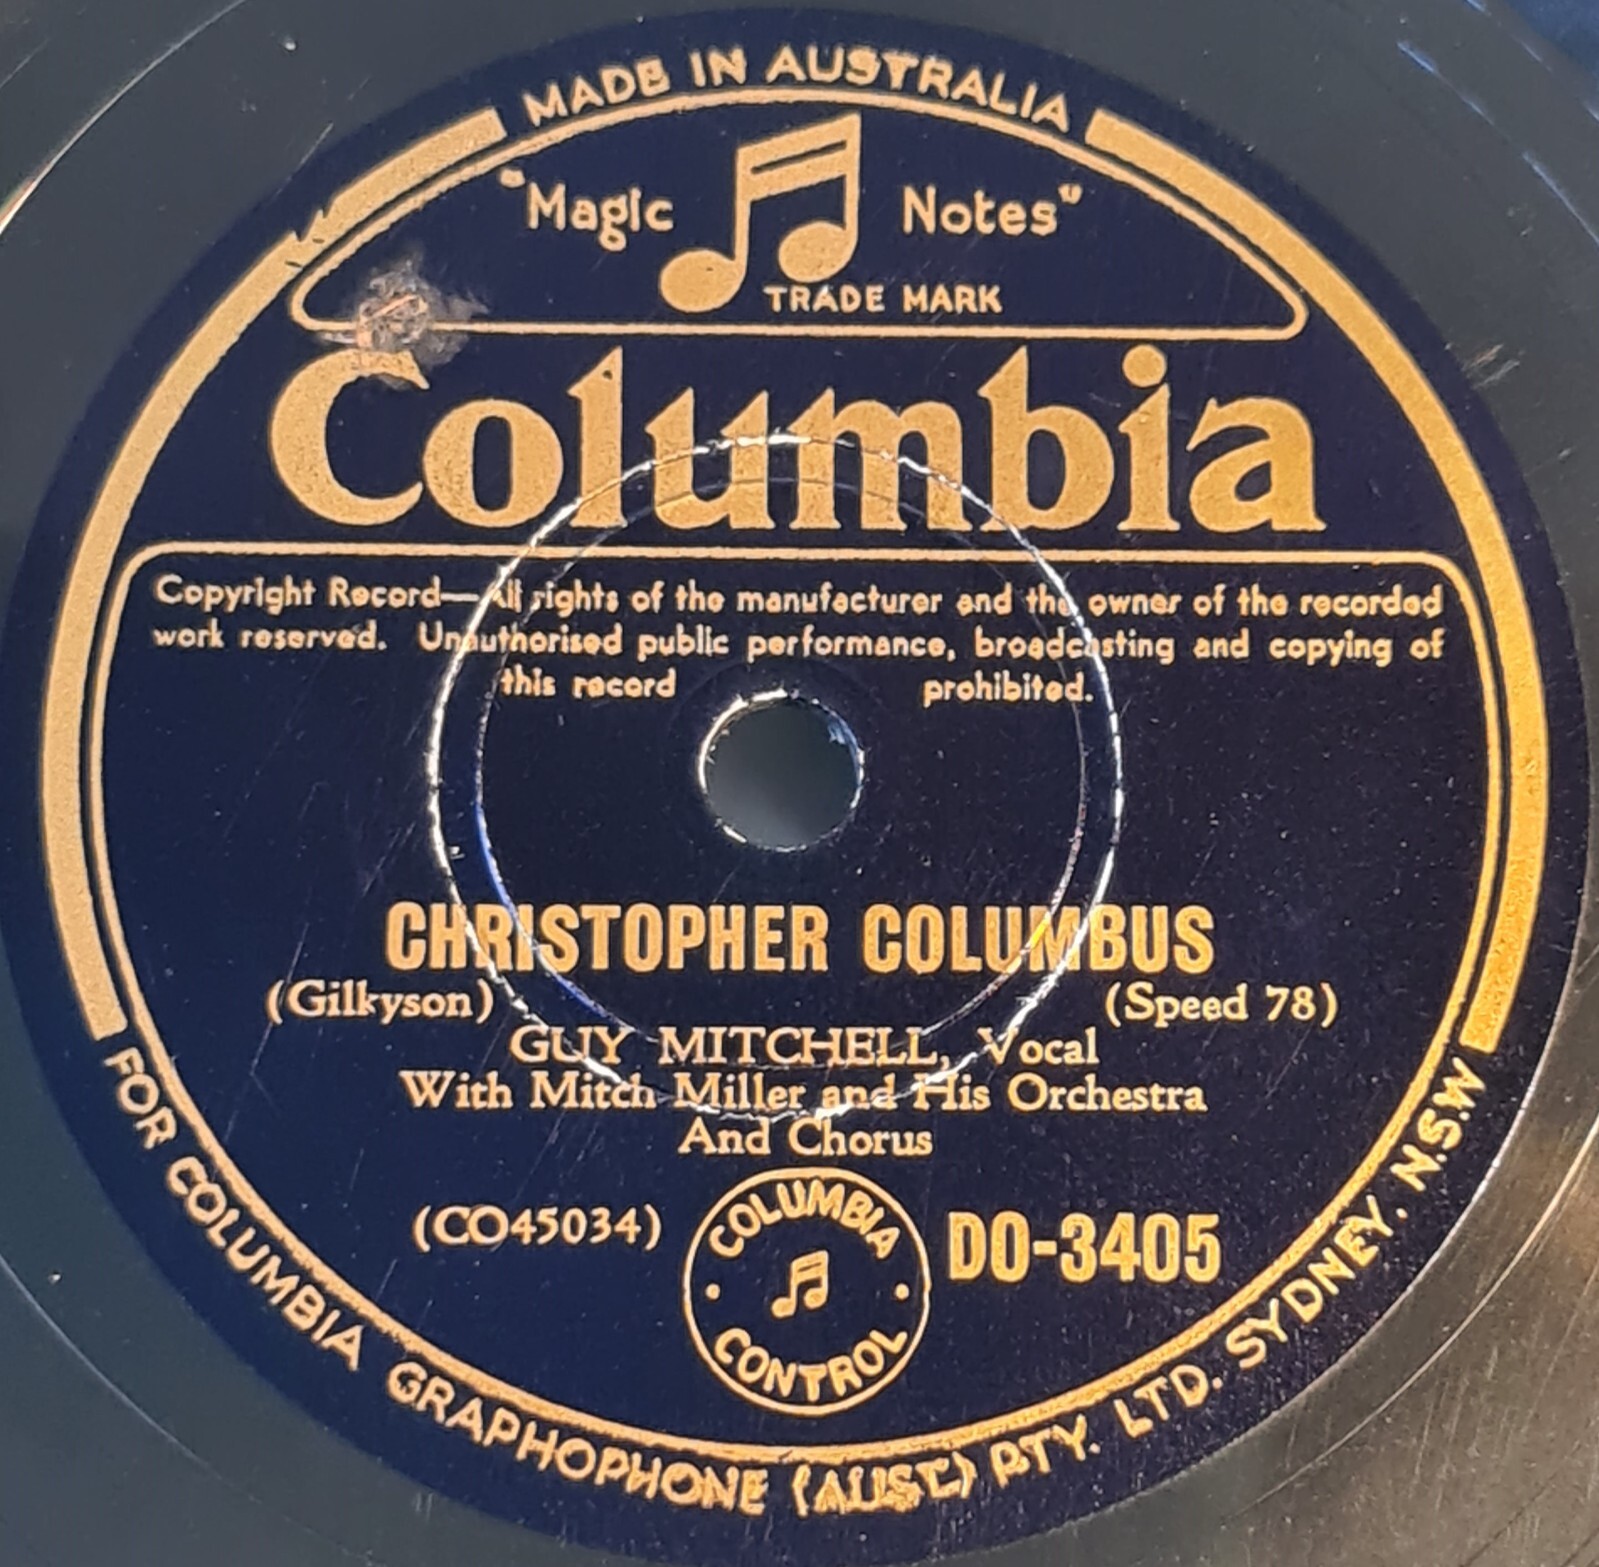 MADE IN AUSTRALIA
"Magic Notes"
TRADE MARK
Columbia
Copyright Record—All rights of the manufacturer and the owner of the recorded
work reserved. Unauthorised public performance, broadcasting and copying of
this record prohibited.
CHRISTOPHER COLUMBUS
(Gilkyson) (Speed 78)
GUY MITCHELL, Vocal
With Mitch Miller and His Orchestra
And Chorus
(CO45034)
COLUMBIA
CONTROL
DO-3405
FOR COLUMBIA GRAPHOPHONE (AUST.) PTY. LTD. SYDNEY. N.S.W